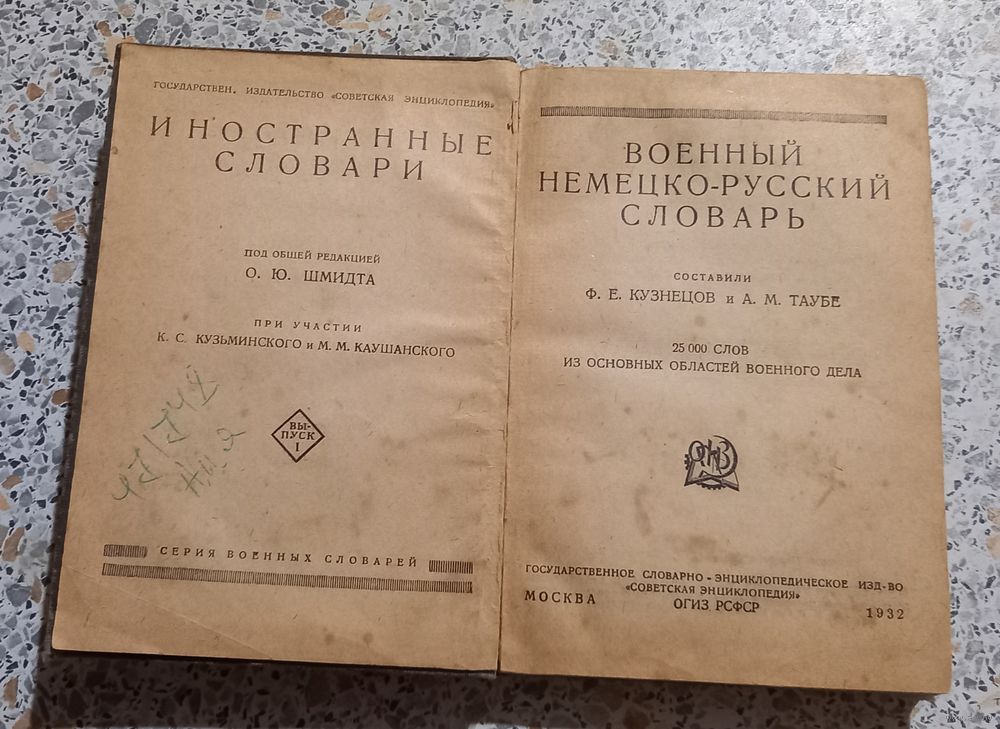 ГОСУДАРСТВЕН. ИЗДАТЕЛЬСТВО «СОВЕТСКАЯ ЭНЦИКЛОПЕДИЯ»
ИНОСТРАННЫЕ
СЛОВАРИ
ПОД ОБЩЕЙ РЕДАКЦИЕЙ
О. Ю. ШМИДТА
ПРИ УЧАСТИИ
К. С. КУЗЬМИНСКОГО и М. М. КАУШАНСКОГО
ВЫ-
ПУСК
I
СЕРИЯ ВОЕННЫХ СЛОВАРЕЙ
ВОЕННЫЙ
НЕМЕЦКО-РУССКИЙ
СЛОВАРЬ
СОСТАВИЛИ
Ф. Е. КУЗНЕЦОВ и А. М. ТАУБЕ
25 000 СЛОВ
ИЗ ОСНОВНЫХ ОБЛАСТЕЙ ВОЕННОГО ДЕЛА
ГОСУДАРСТВЕННОЕ СЛОВАРНО-ЭНЦИКЛОПЕДИЧЕСКОЕ ИЗД-ВО
«СОВЕТСКАЯ ЭНЦИКЛОПЕДИЯ»
МОСКВА ОГИЗ РСФСР 1932